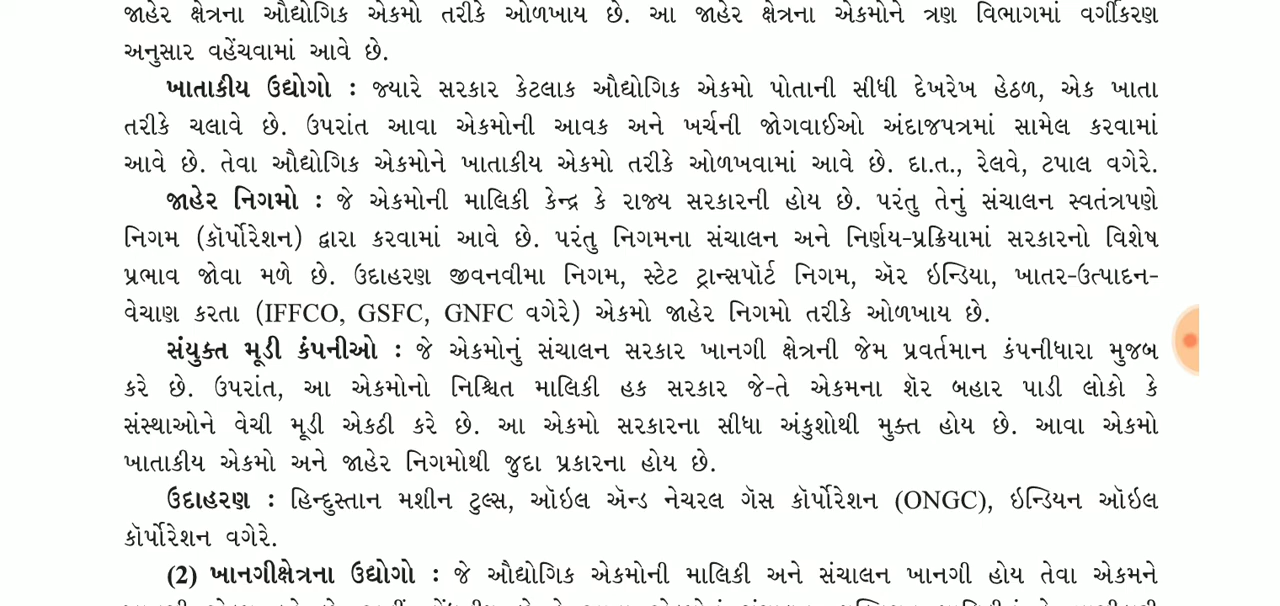 જાહેર ક્ષેત્રના ઔદ્યોગિક એકમો તરીકે ઓળખાય છે. આ જાહેર ક્ષેત્રના એકમોને ત્રણ વિભાગમાં વર્ગીકરણ
અનુસાર વહેંચવામાં આવે છે.
ખાતાકીય ઉદ્યોગો : જ્યારે સરકાર કેટલાક ઔદ્યોગિક એકમો પોતાની સીધી દેખરેખ હેઠળ, એક ખાતા
તરીકે ચલાવે છે. ઉપરાંત આવા એકમોની આવક અને ખર્ચની જોગવાઈઓ અંદાજપત્રમાં સામેલ કરવામાં
આવે છે. તેવા ઔદ્યોગિક એકમોને ખાતાકીય એકમો તરીકે ઓળખવામાં આવે છે. દા.ત., રેલવે, ટપાલ વગેરે.
જાહેર નિગમો : જે એકમોની માલિકી કેન્દ્ર કે રાજ્ય સરકારની હોય છે. પરંતુ તેનું સંચાલન સ્વતંત્રપણે
નિગમ (કૉર્પોરેશન) દ્વારા કરવામાં આવે છે. પરંતુ નિગમના સંચાલન અને નિર્ણય-પ્રક્રિયામાં સરકારનો વિશેષ
પ્રભાવ જોવા મળે છે. ઉદાહરણ જીવનવીમા નિગમ, સ્ટેટ ટ્રાન્સપૉર્ટ નિગમ, ઍર ઇન્ડિયા, ખાતર-ઉત્પાદન-
વેચાણ કરતા (IFFCO, GSFC, GNFC વગેરે) એકમો જાહેર નિગમો તરીકે ઓળખાય છે.
સંયુક્ત મૂડી કંપનીઓ : જે એકમોનું સંચાલન સરકાર ખાનગી ક્ષેત્રની જેમ પ્રવર્તમાન કંપનીધારા મુજબ
કરે છે. ઉપરાંત, આ એકમોનો નિશ્ચિત માલિકી હક સરકાર જે-તે એકમના શૅર બહાર પાડી લોકો કે
સંસ્થાઓને વેચી મૂડી એકઠી કરે છે. આ એકમો સરકારના સીધા અંકુશોથી મુક્ત હોય છે. આવા એકમો
ખાતાકીય એકમો અને જાહેર નિગમોથી જુદા પ્રકારના હોય છે.
ઉદાહરણ : હિન્દુસ્તાન મશીન ટુલ્સ, ઑઇલ ઍન્ડ નેચરલ ગૅસ કૉર્પોરેશન (ONGC), ઇન્ડિયન ઑઇલ
કૉર્પોરેશન વગેરે.
(2) ખાનગીક્ષેત્રના ઉદ્યોગો : જે ઔદ્યોગિક એકમોની માલિકી અને સંચાલન ખાનગી હોય તેવા એકમને